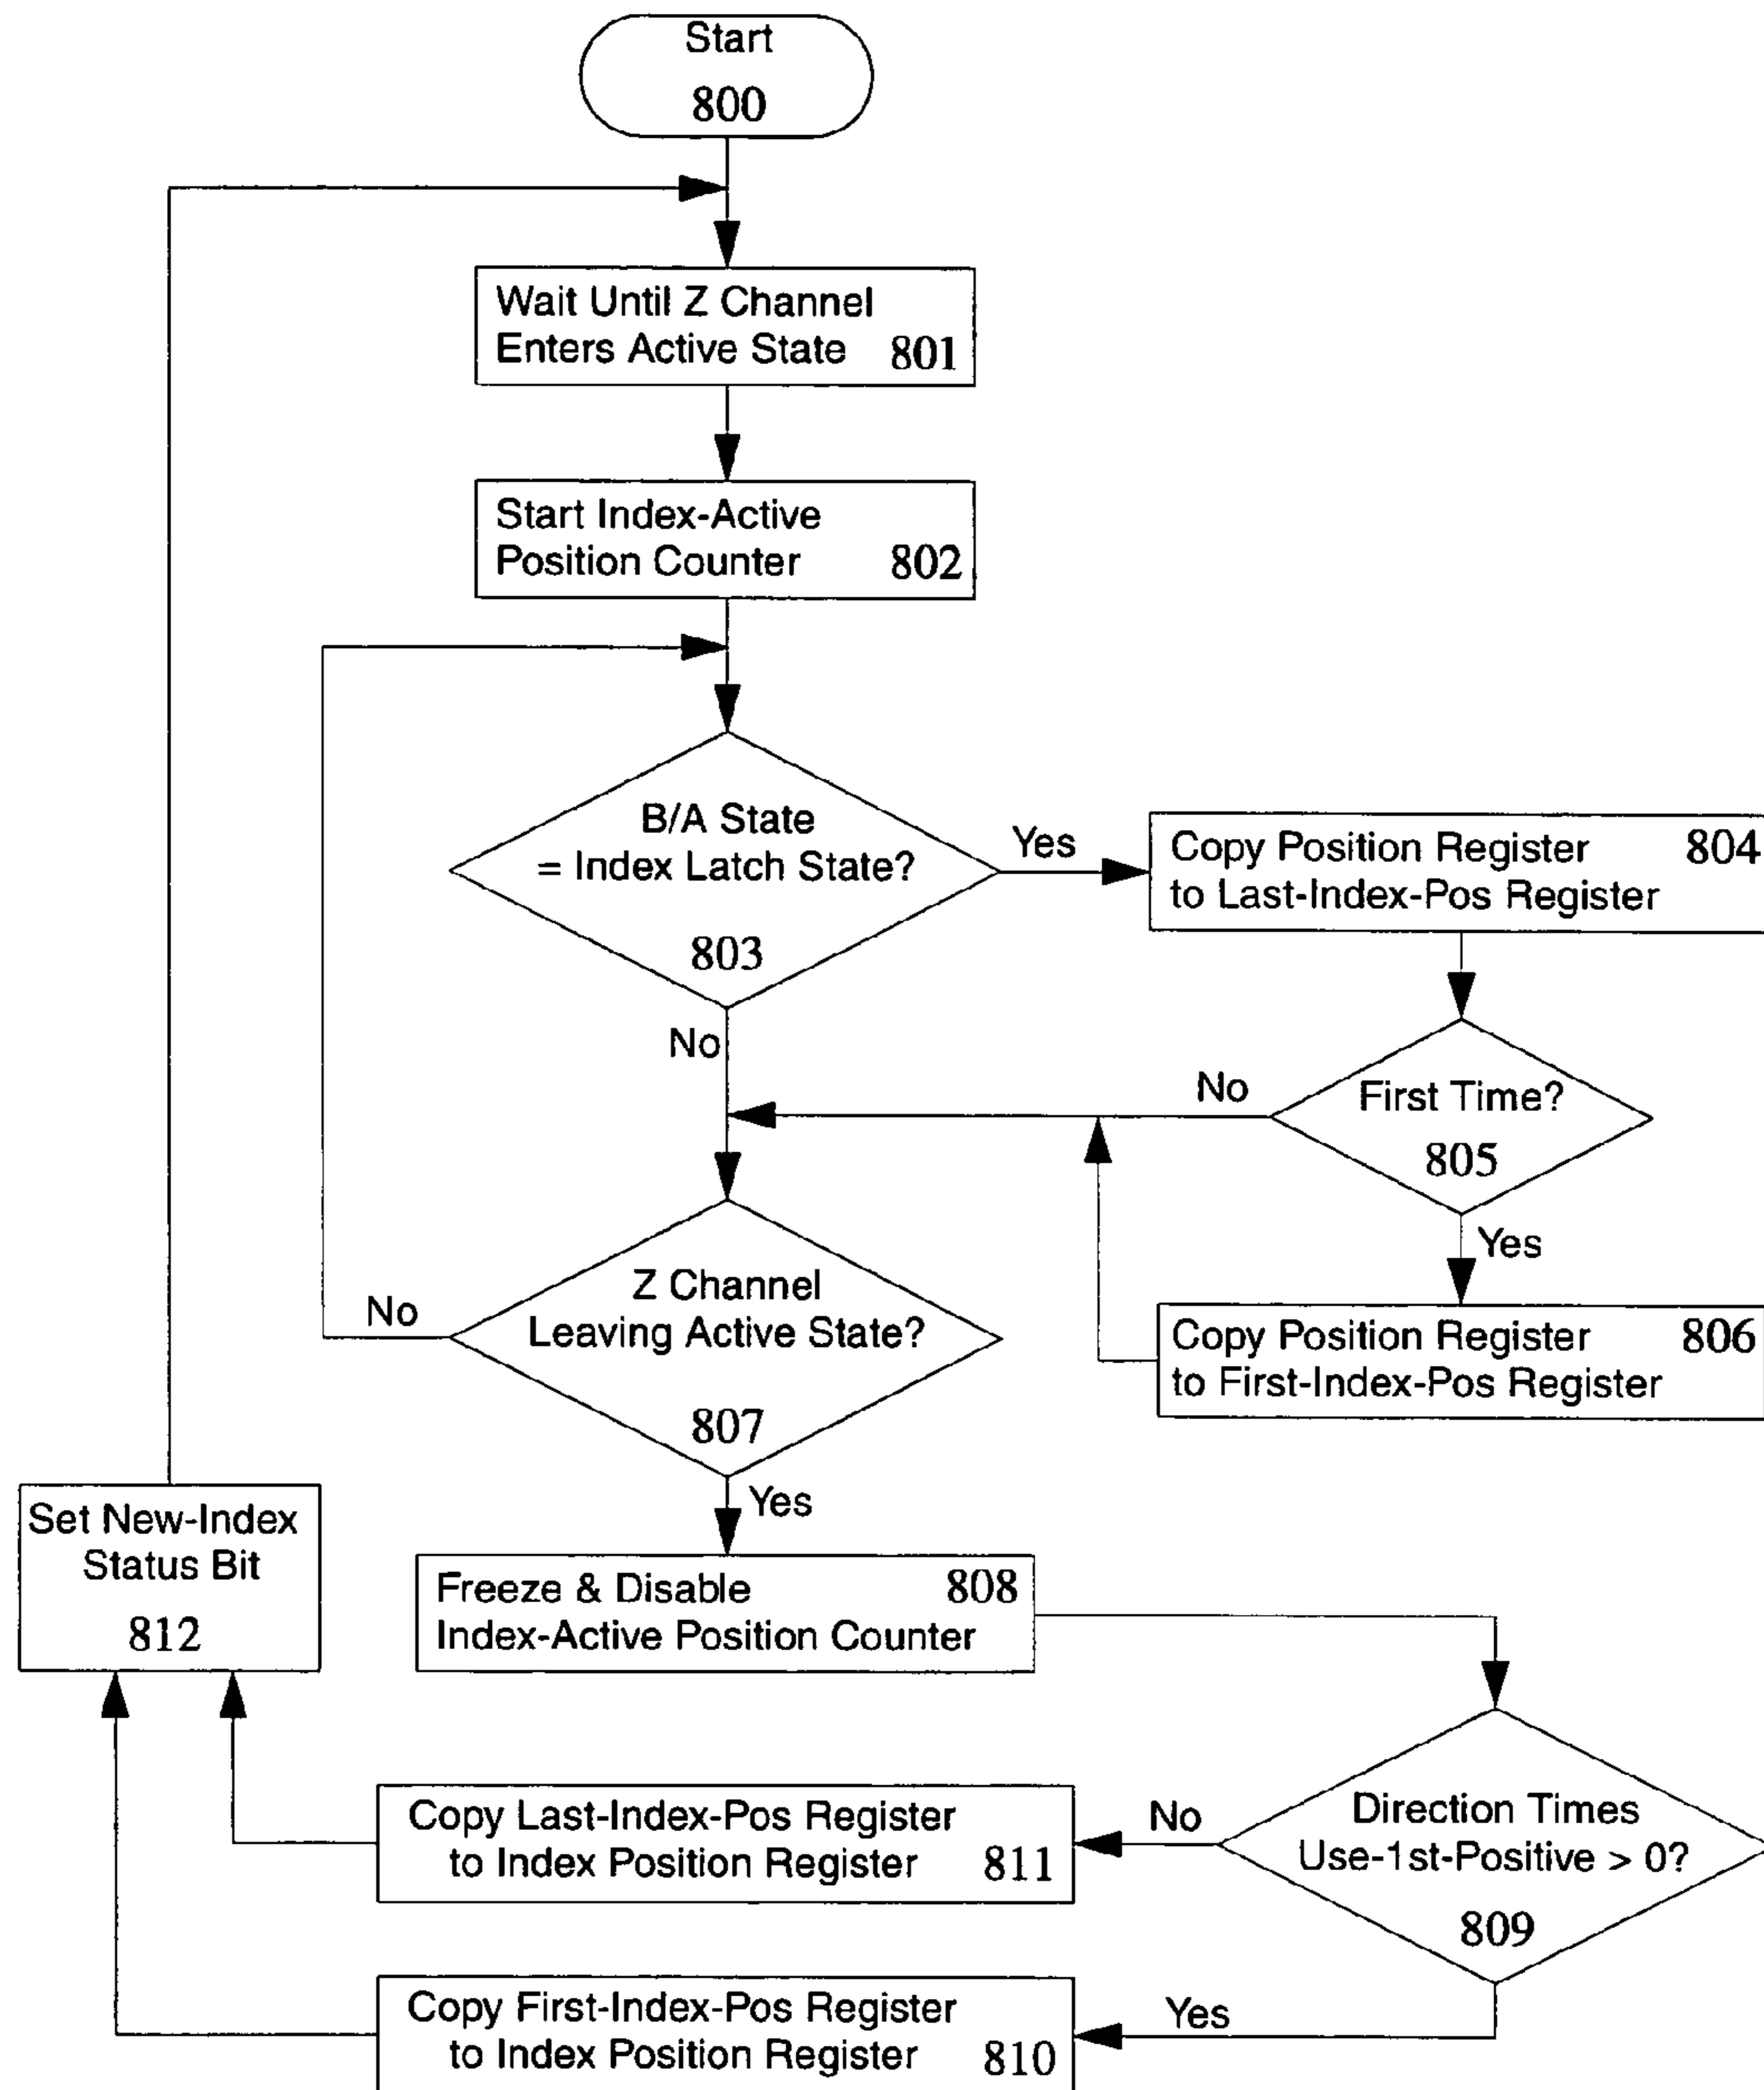 Start
800
Wait Until Z Channel
Enters Active State 801
Start Index-Active
Position Counter 802
B/A State
= Index Latch State?
803
Yes
No
Copy Position Register 804
to Last-Index-Pos Register
First Time?
805
No
Yes
Copy Position Register 806
to First-Index-Pos Register
Z Channel
Leaving Active State?
807
No
Yes
Set New-Index
Status Bit
812
Freeze & Disable 808
Index-Active Position Counter
Direction Times
Use-1st-Positive > 0?
809
No
Copy Last-Index-Pos Register
to Index Position Register 811
Yes
Copy First-Index-Pos Register
to Index Position Register 810